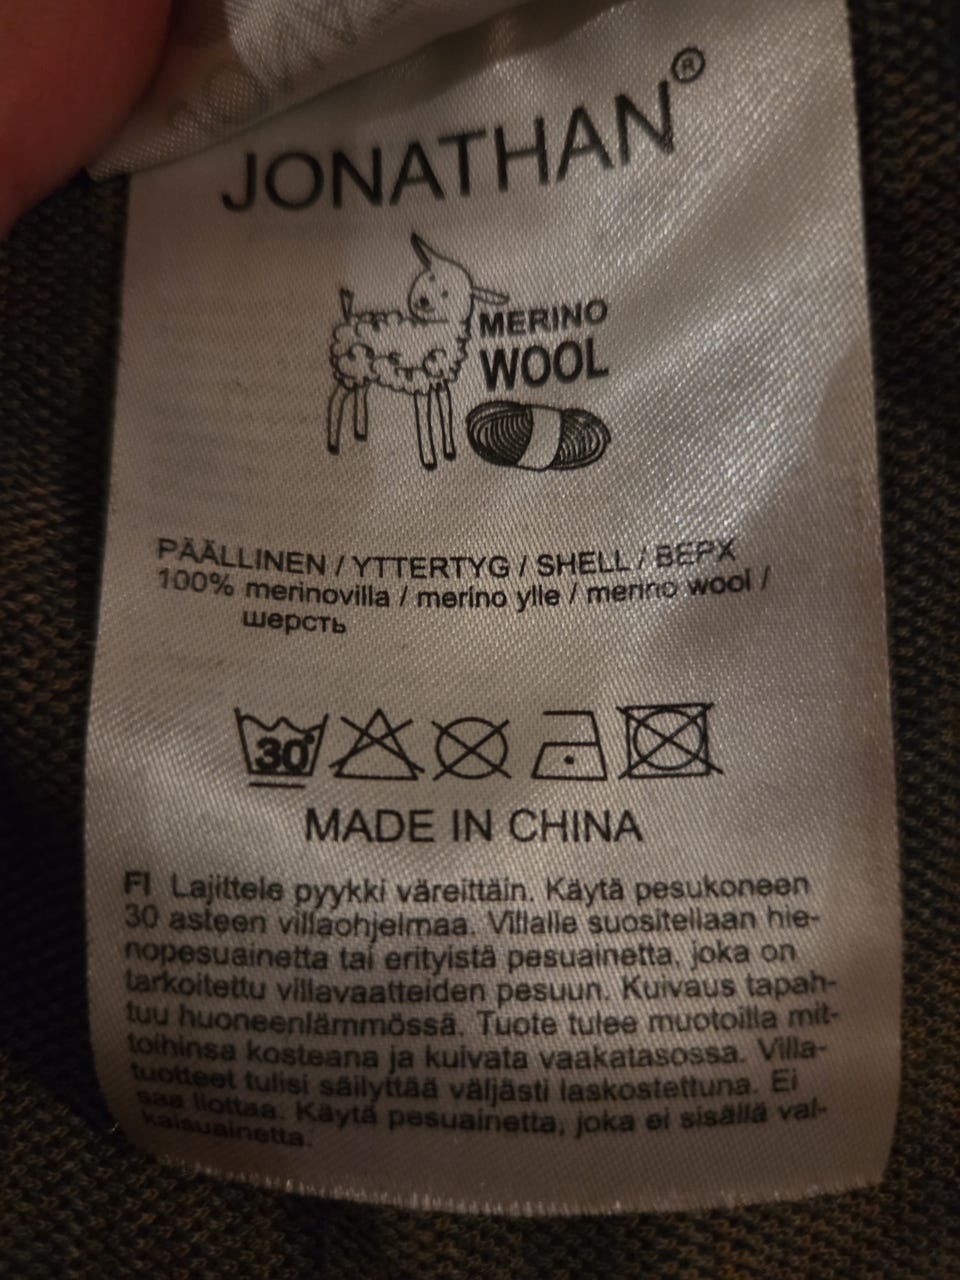 JONATHAN®
MERINO
WOOL
PÄÄLLINEN / YTTERTYG / SHELL / ВЕРХ
100% merinovilla / merino ylle / merino wool /
шерсть
30°
MADE IN CHINA
FI Lajittele pyykki väreittäin. Käytä pesukoneen
30 asteen villaohjelmaa. Villalle suositellaan hie-
nopesuainetta tai erityistä pesuainetta, joka on
tarkoitettu villavaatteiden pesuun. Kuivaus tapah-
tuu huoneenlämmössä. Tuote tulee muotoilla mit-
toihinsa kosteana ja kuivata vaakatasossa. Villa-
tuotteet tulisi säilyttää väljästi laskostettuna. Ei
saa liottaa. Käytä pesuainetta, joka ei sisällä val-
kaisuainetta.